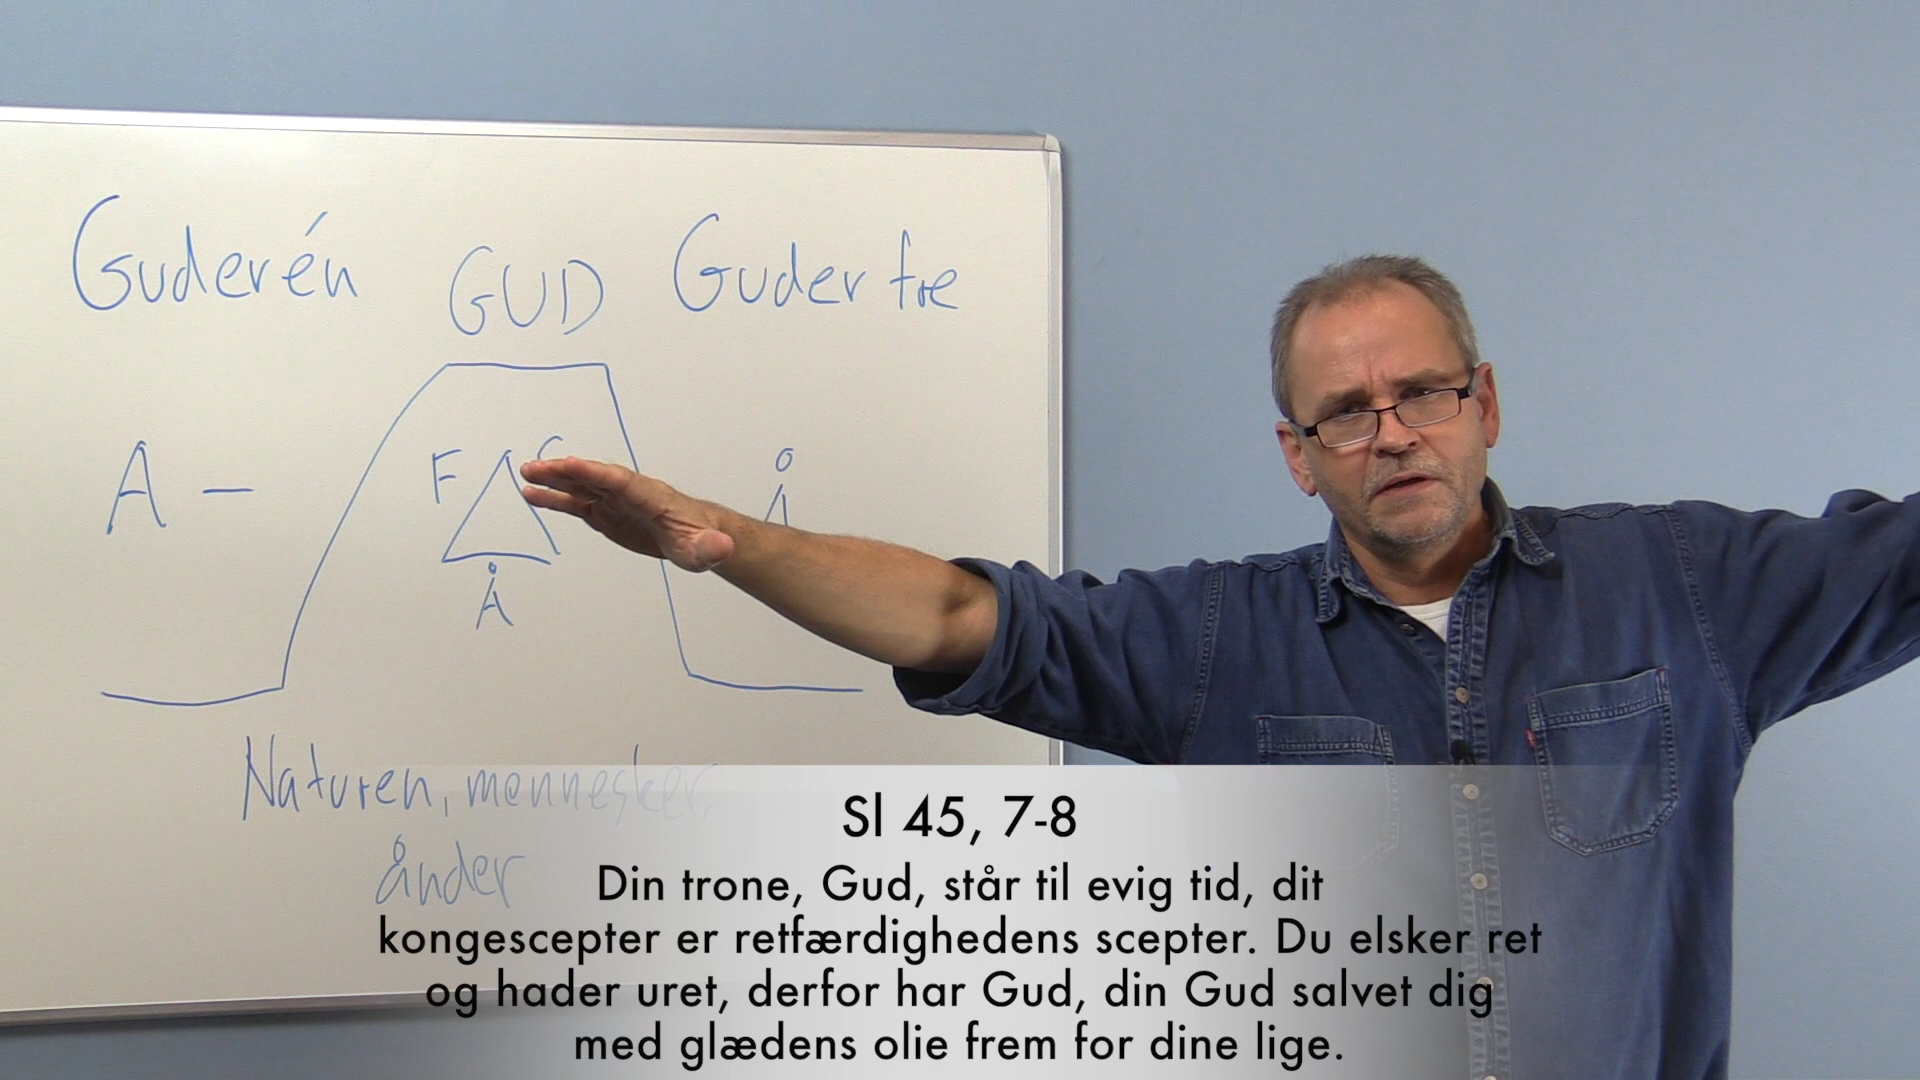 Guderén GUD Guder tre
A - F S Å
Å
Naturen, mennesker,
ånder
Sl 45, 7-8
Din trone, Gud, står til evig tid, dit
kongescepter er retfærdighedens scepter. Du elsker ret
og hader uret, derfor har Gud, din Gud salvet dig
med glædens olie frem for dine lige.